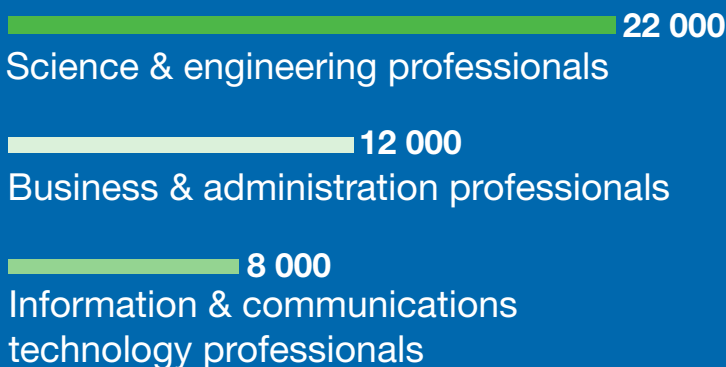 22 000
Science & engineering professionals
12 000
Business & administration professionals
8 000
Information & communications
technology professionals